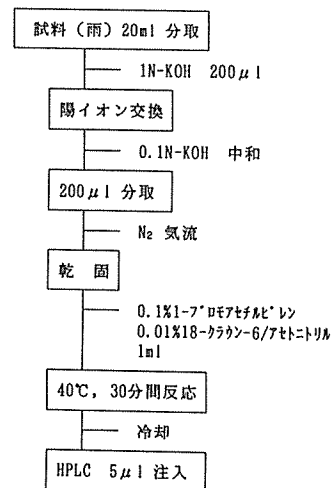 試料（雨）20ml 分取
1N-KOH 200μl
陽イオン交換
0.1N-KOH 中和
200μl 分取
N₂ 気流
乾 固
0.1%1-ブロモアセチルピレン
0.01%18-クラウン-6/アセトニトリル
1ml
40℃, 30分間反応
冷却
HPLC 5μl 注入